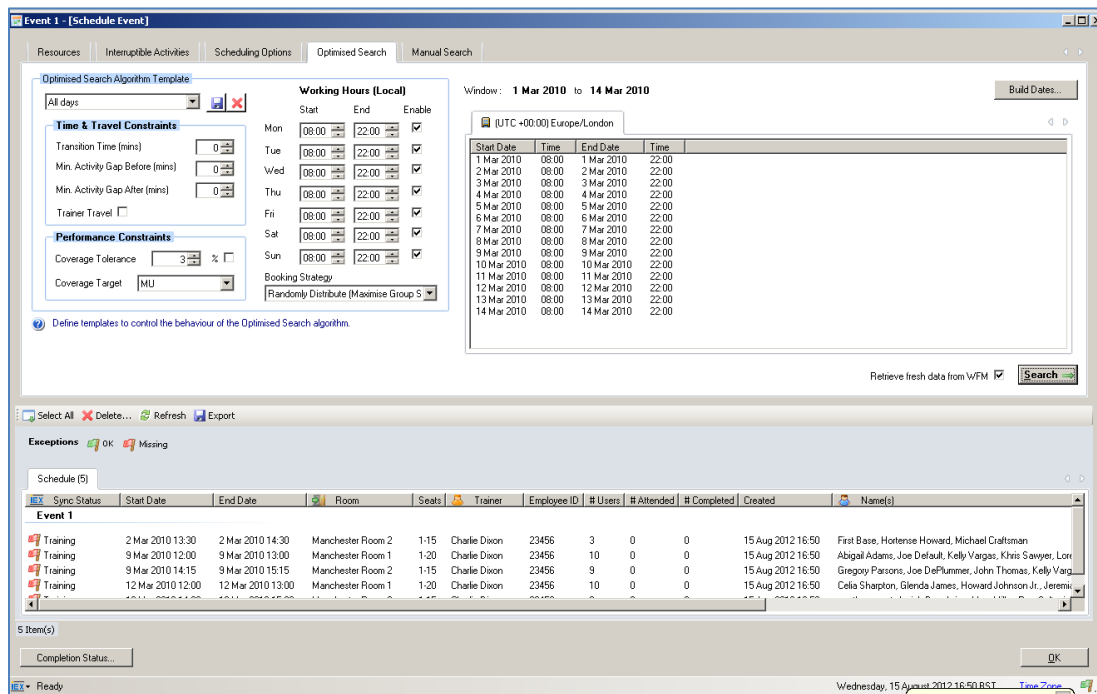 Event 1 - [Schedule Event]
Resources Interruptible Activities Scheduling Options Optimised Search Manual Search
Optimised Search Algorithm Template
All days
Time & Travel Constraints
Transition Time (mins) 0
Min. Activity Gap Before (mins) 0
Min. Activity Gap After (mins) 0
Trainer Travel
Performance Constraints
Coverage Tolerance 3 %
Coverage Target MU
Working Hours (Local)
Start End Enable
Mon 08:00 22:00
Tue 08:00 22:00
Wed 08:00 22:00
Thu 08:00 22:00
Fri 08:00 22:00
Sat 08:00 22:00
Sun 08:00 22:00
Booking Strategy
Randomly Distribute (Maximise Group S
Define templates to control the behaviour of the Optimised Search algorithm.
Window: 1 Mar 2010 to 14 Mar 2010
Build Dates...
(UTC +00:00) Europe/London
Start Date Time End Date Time
1 Mar 2010 08:00 1 Mar 2010 22:00
2 Mar 2010 08:00 2 Mar 2010 22:00
3 Mar 2010 08:00 3 Mar 2010 22:00
4 Mar 2010 08:00 4 Mar 2010 22:00
5 Mar 2010 08:00 5 Mar 2010 22:00
6 Mar 2010 08:00 6 Mar 2010 22:00
7 Mar 2010 08:00 7 Mar 2010 22:00
8 Mar 2010 08:00 8 Mar 2010 22:00
9 Mar 2010 08:00 9 Mar 2010 22:00
10 Mar 2010 08:00 10 Mar 2010 22:00
11 Mar 2010 08:00 11 Mar 2010 22:00
12 Mar 2010 08:00 12 Mar 2010 22:00
13 Mar 2010 08:00 13 Mar 2010 22:00
14 Mar 2010 08:00 14 Mar 2010 22:00
Retrieve fresh data from WFM Search
Select All Delete... Refresh Export
Exceptions OK Missing
Schedule (5)
IEX Sync Status Start Date End Date Room Seats Trainer Employee ID # Users # Attended # Completed Created Name(s)
Event 1
Training 2 Mar 2010 13:30 2 Mar 2010 14:30 Manchester Room 2 1-15 Charlie Dixon 23456 3 0 0 15 Aug 2012 16:50 First Base, Hortense Howard, Michael Craftsman
Training 9 Mar 2010 12:00 9 Mar 2010 13:00 Manchester Room 1 1-20 Charlie Dixon 23456 10 0 0 15 Aug 2012 16:50 Abigail Adams, Joe Default, Kelly Vargas, Khris Sawyer, Lore
Training 9 Mar 2010 14:15 9 Mar 2010 15:15 Manchester Room 2 1-15 Charlie Dixon 23456 9 0 0 15 Aug 2012 16:50 Gregory Parsons, Joe DePlummer, John Thomas, Kelly Varg
Training 12 Mar 2010 12:00 12 Mar 2010 13:00 Manchester Room 1 1-20 Charlie Dixon 23456 10 0 0 15 Aug 2012 16:50 Celia Sharpton, Glenda James, Howard Johnson Jr., Jeremia
5 Item(s)
Completion Status... OK
IEX Ready Wednesday, 15 August 2012 16:50 BST Time Zone